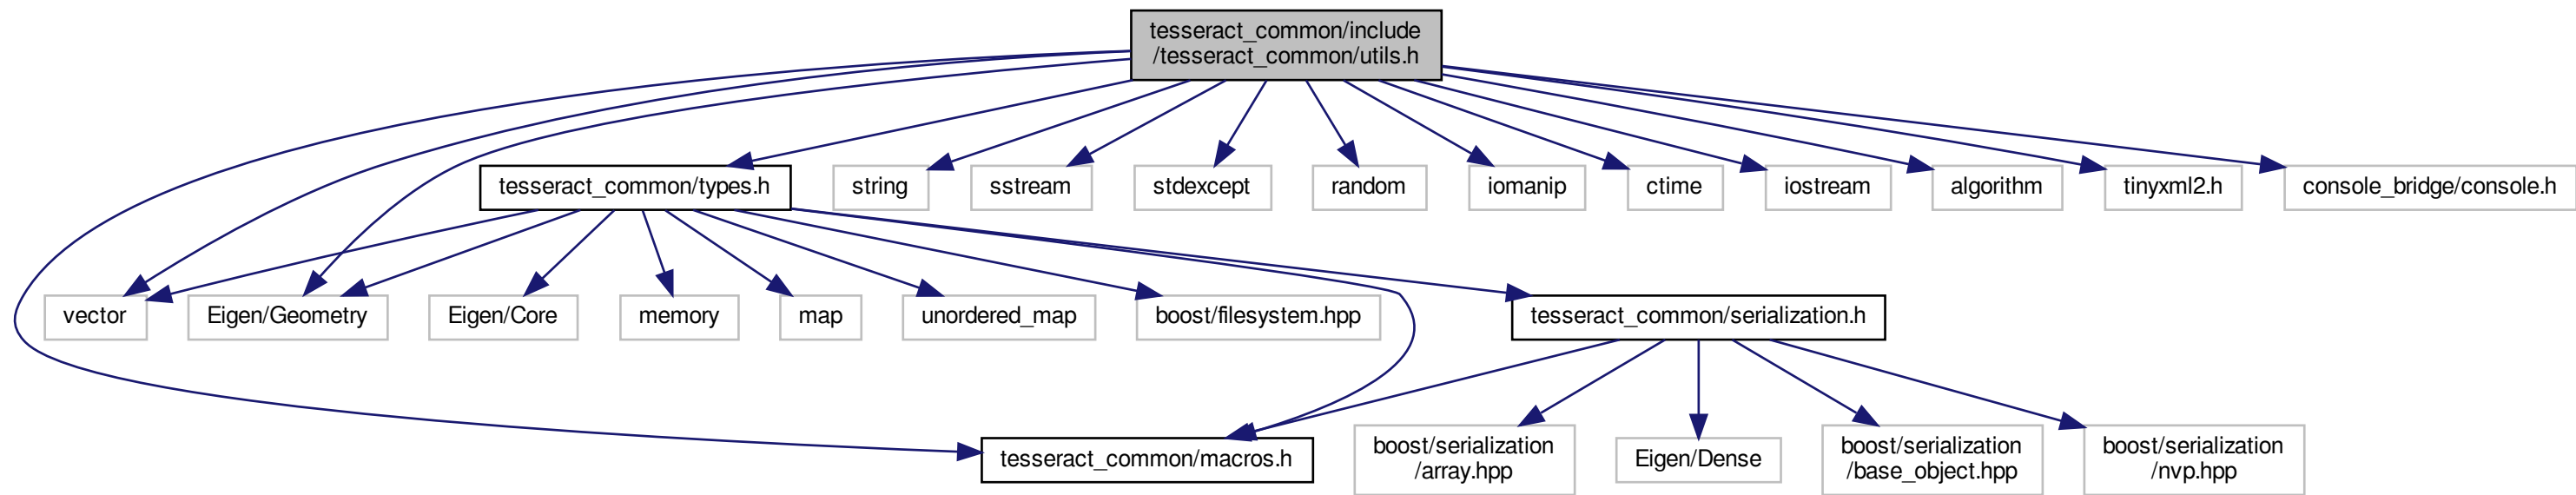 tesseract_common/include
/tesseract_common/utils.h
tesseract_common/types.h
string
sstream
stdexcept
random
iomanip
ctime
iostream
algorithm
tinyxml2.h
console_bridge/console.h
vector
Eigen/Geometry
Eigen/Core
memory
map
unordered_map
boost/filesystem.hpp
tesseract_common/serialization.h
tesseract_common/macros.h
boost/serialization
/array.hpp
Eigen/Dense
boost/serialization
/base_object.hpp
boost/serialization
/nvp.hpp